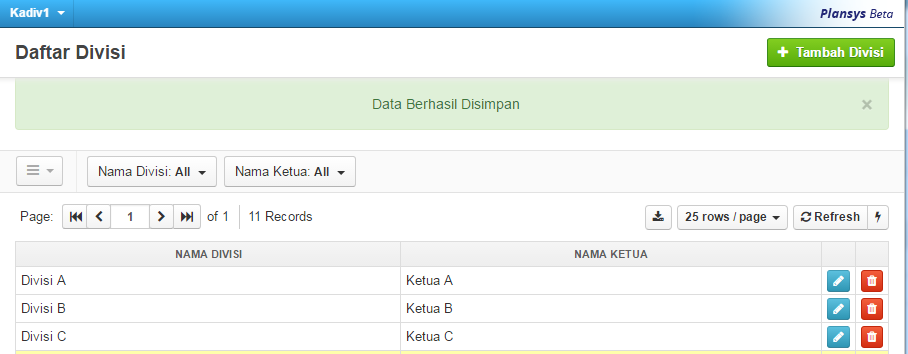 Kadiv1
Plansys Beta
Daftar Divisi
+ Tambah Divisi
Data Berhasil Disimpan
×
Nama Divisi: All
Nama Ketua: All
Page: 1 of 1 11 Records
25 rows / page
Refresh
NAMA DIVISI NAMA KETUA
Divisi A Ketua A
Divisi B Ketua B
Divisi C Ketua C